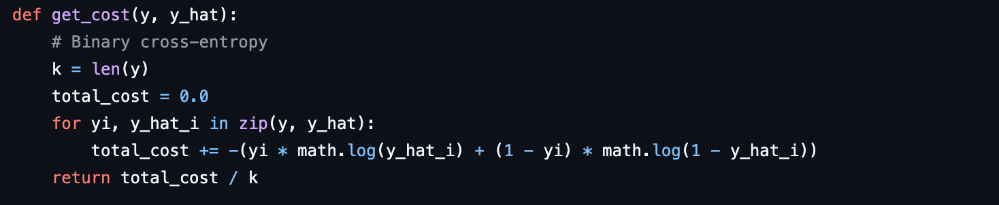 def get_cost(y, y_hat):
    # Binary cross-entropy
    k = len(y)
    total_cost = 0.0
    for yi, y_hat_i in zip(y, y_hat):
        total_cost += -(yi * math.log(y_hat_i) + (1 - yi) * math.log(1 - y_hat_i))
    return total_cost / k